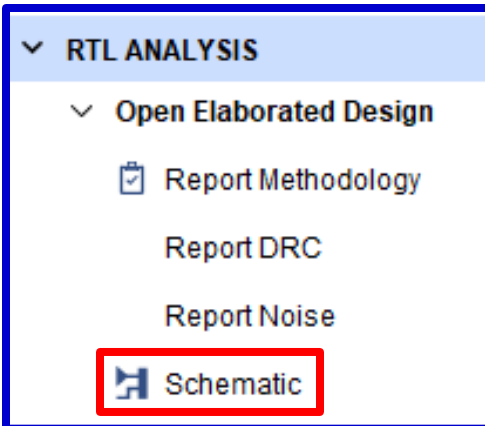 RTL ANALYSIS
Open Elaborated Design
Report Methodology
Report DRC
Report Noise
Schematic